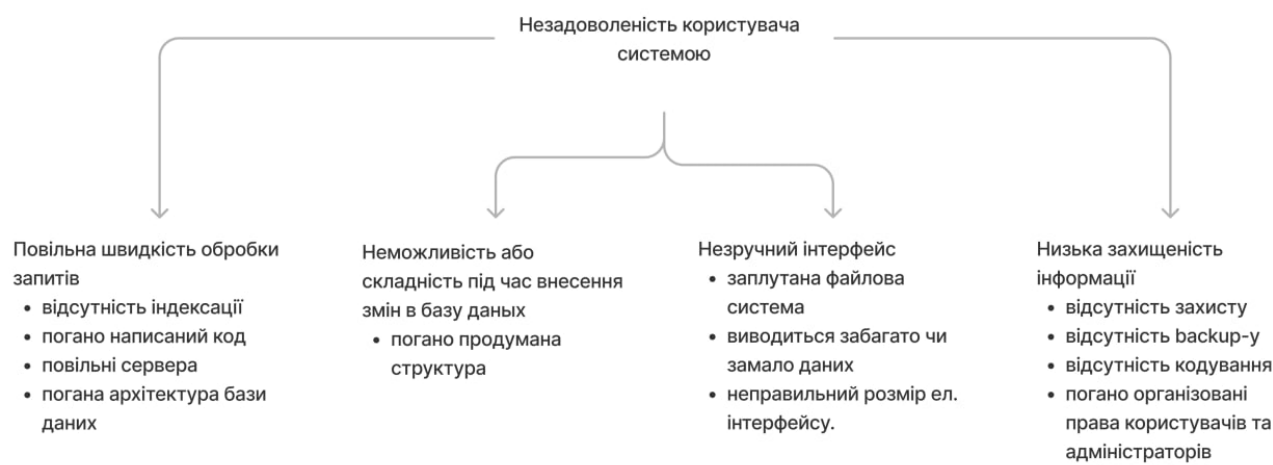 Незадоволеність користувача
системою
Повільна швидкість обробки
запитів
• відсутність індексації
• погано написаний код
• повільні сервера
• погана архітектура бази
даних
Неможливість або
складність під час внесення
змін в базу даных
• погано продумана
структура
Незручний інтерфейс
• заплутана файлова
система
• виводиться забагато чи
замало даних
• неправильний розмір ел.
інтерфейсу.
Низька захищеність
інформації
• відсутність захисту
• відсутність backup-у
• відсутність кодування
• погано організовані
права користувачів та
адміністраторів